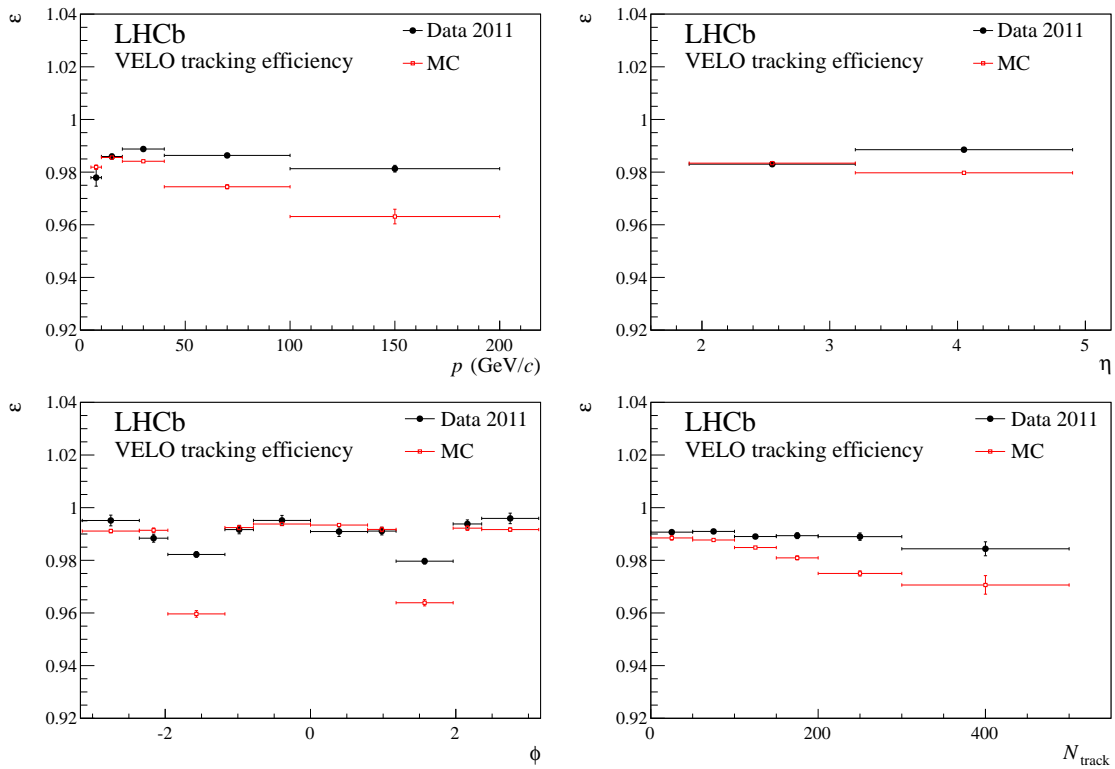 ε
1.04
LHCb
Data 2011
VELO tracking efficiency
MC
1.02
1
0.98
0.96
0.94
0.92
0 50 100 150 200
p (GeV/c)
ε
1.04
LHCb
Data 2011
VELO tracking efficiency
MC
1.02
1
0.98
0.96
0.94
0.92
2 3 4 5
η
ε
1.04
LHCb
Data 2011
VELO tracking efficiency
MC
1.02
1
0.98
0.96
0.94
0.92
-2 0 2
ϕ
ε
1.04
LHCb
Data 2011
VELO tracking efficiency
MC
1.02
1
0.98
0.96
0.94
0.92
0 200 400
N_track